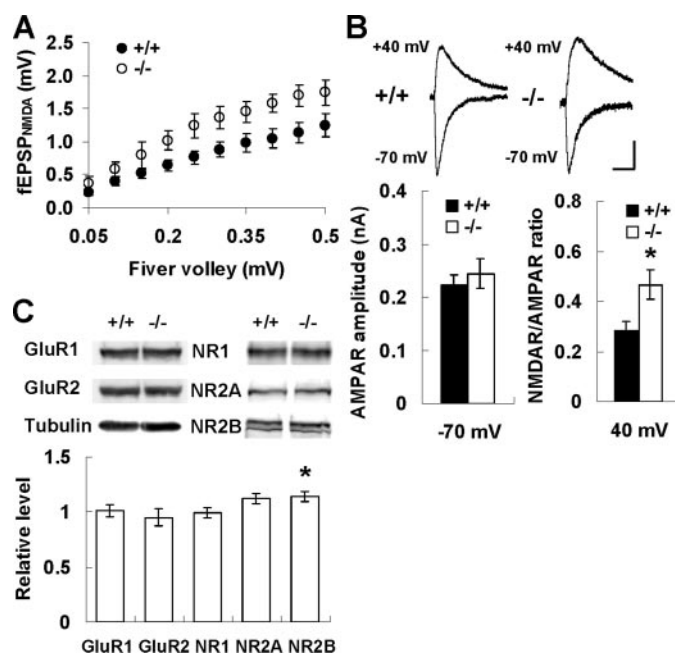 A
+/+
-/-
fEPSPNMDA (mV)
2.5
2.0
1.5
1.0
0.5
0.0
0.05 0.2 0.35 0.5
Fiver volley (mV)
B
+40 mV +40 mV
+/+ -/-
-70 mV -70 mV
AMPAR amplitude (nA)
+/+
-/-
0.4
0.3
0.2
0.1
0
-70 mV
NMDAR/AMPAR ratio
+/+
-/-
*
0.8
0.6
0.4
0.2
0
40 mV
C
+/+ -/- +/+ -/-
GluR1 NR1
GluR2 NR2A
Tubulin NR2B
Relative level
1.5
1
0.5
0
*
GluR1 GluR2 NR1 NR2A NR2B